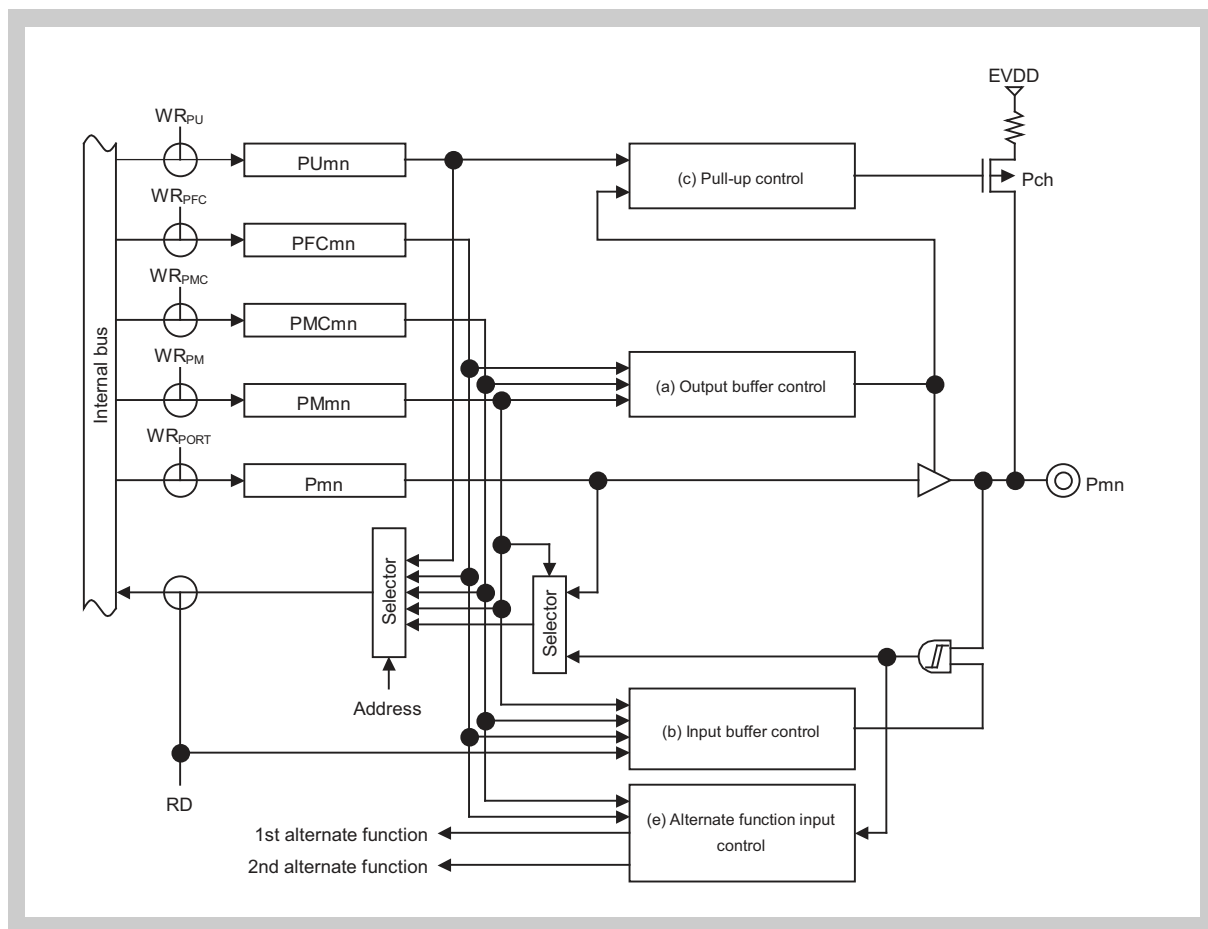 EVDD
WRPU
PUmn
(c) Pull-up control
Pch
WRPFC
PFCmn
WRPMC
PMCmn
Internal bus
WRPM
PMmn
(a) Output buffer control
WRPORT
Pmn
Pmn
Selector
Selector
Address
(b) Input buffer control
RD
(e) Alternate function input
control
1st alternate function
2nd alternate function